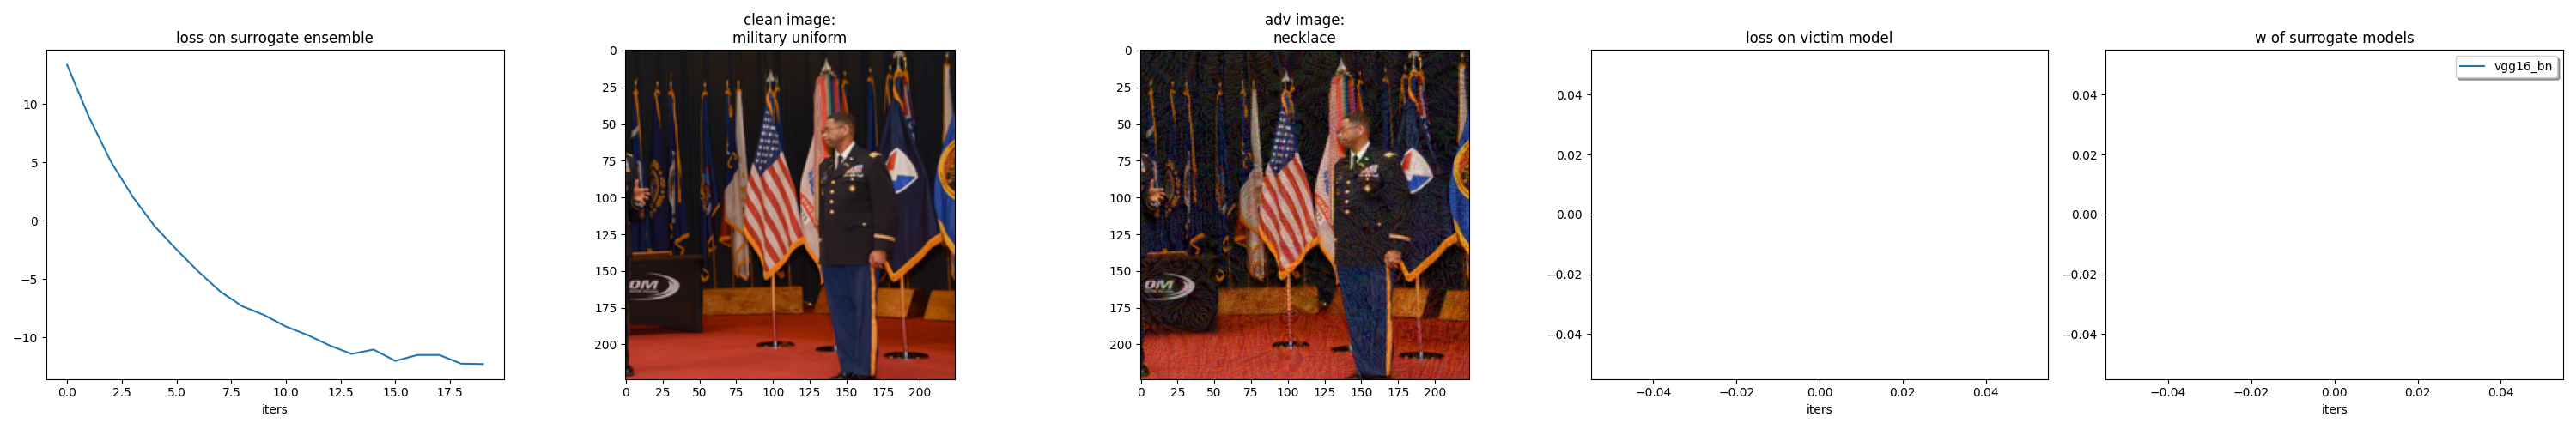 loss on surrogate ensemble
10
5
0
−5
−10
0.0 2.5 5.0 7.5 10.0 12.5 15.0 17.5
iters
clean image:
military uniform
0
25
50
75
100
125
150
175
200
0 25 50 75 100 125 150 175 200
OM
adv image:
necklace
0
25
50
75
100
125
150
175
200
0 25 50 75 100 125 150 175 200
OM
loss on victim model
0.04
0.02
0.00
−0.02
−0.04
−0.04 −0.02 0.00 0.02 0.04
iters
w of surrogate models
vgg16_bn
0.04
0.02
0.00
−0.02
−0.04
−0.04 −0.02 0.00 0.02 0.04
iters